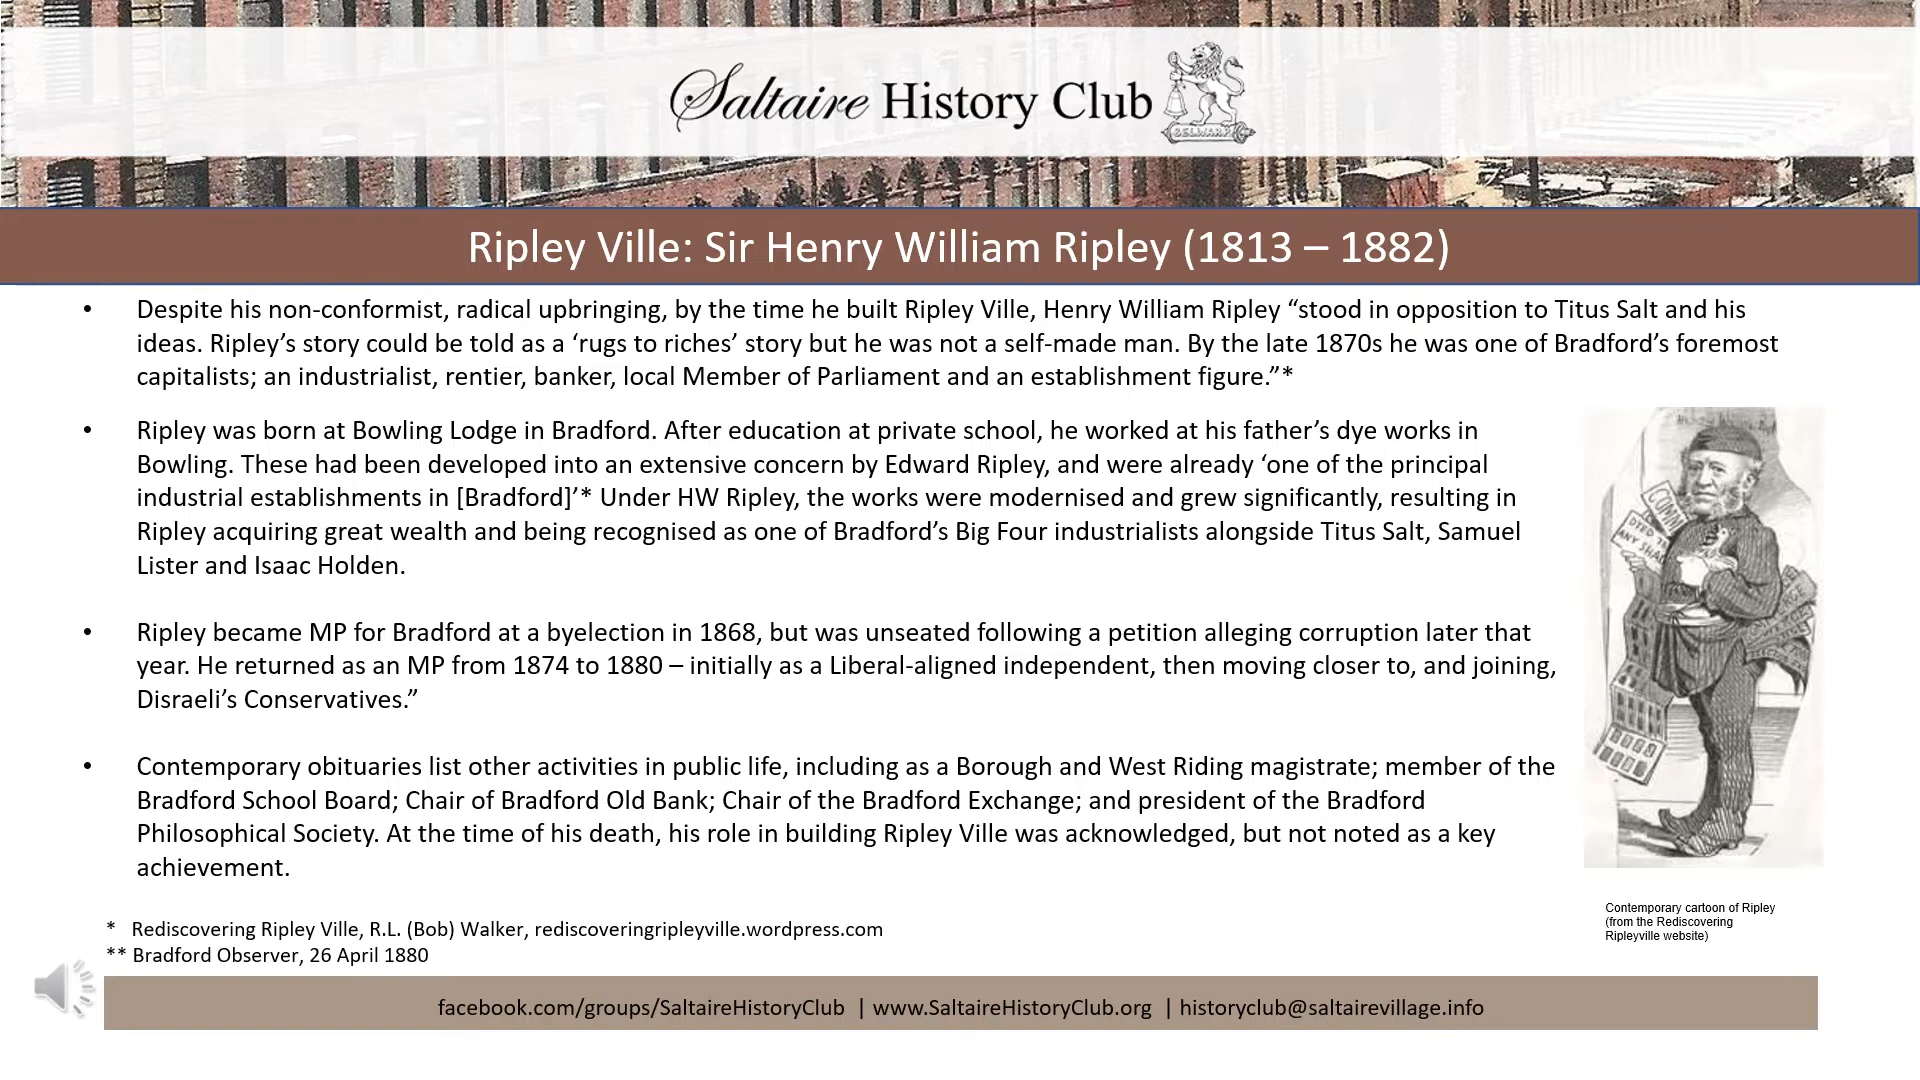 Saltaire History Club
Ripley Ville: Sir Henry William Ripley (1813 – 1882)
• Despite his non-conformist, radical upbringing, by the time he built Ripley Ville, Henry William Ripley “stood in opposition to Titus Salt and his
ideas. Ripley’s story could be told as a ‘rugs to riches’ story but he was not a self-made man. By the late 1870s he was one of Bradford’s foremost
capitalists; an industrialist, rentier, banker, local Member of Parliament and an establishment figure.”*
• Ripley was born at Bowling Lodge in Bradford. After education at private school, he worked at his father’s dye works in
Bowling. These had been developed into an extensive concern by Edward Ripley, and were already ‘one of the principal
industrial establishments in [Bradford]’* Under HW Ripley, the works were modernised and grew significantly, resulting in
Ripley acquiring great wealth and being recognised as one of Bradford’s Big Four industrialists alongside Titus Salt, Samuel
Lister and Isaac Holden.
• Ripley became MP for Bradford at a byelection in 1868, but was unseated following a petition alleging corruption later that
year. He returned as an MP from 1874 to 1880 – initially as a Liberal-aligned independent, then moving closer to, and joining,
Disraeli’s Conservatives.”
• Contemporary obituaries list other activities in public life, including as a Borough and West Riding magistrate; member of the
Bradford School Board; Chair of Bradford Old Bank; Chair of the Bradford Exchange; and president of the Bradford
Philosophical Society. At the time of his death, his role in building Ripley Ville was acknowledged, but not noted as a key
achievement.
DYED
ANY
Contemporary cartoon of Ripley
(from the Rediscovering
Ripleyville website)
* Rediscovering Ripley Ville, R.L. (Bob) Walker, rediscoveringripleyville.wordpress.com
** Bradford Observer, 26 April 1880
facebook.com/groups/SaltaireHistoryClub | www.SaltaireHistoryClub.org | historyclub@saltairevillage.info